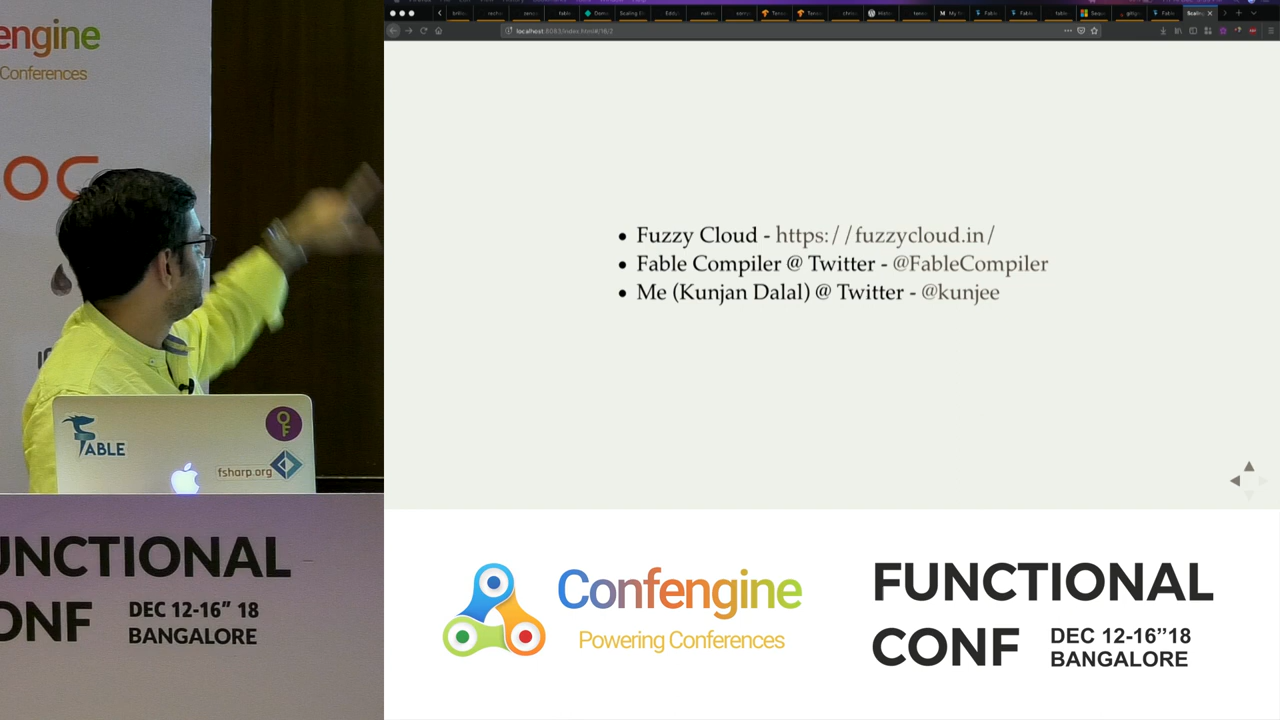 engine
Conferences
OC
ABLE
fsharp.org
UNCTIONAL
ONF
DEC 12-16" 18
BANGALORE
localhost:8083/index.html#/18/2
Fuzzy Cloud - https://fuzzycloud.in/
Fable Compiler @ Twitter - @FableCompiler
Me (Kunjan Dalal) @ Twitter - @kunjee
Confengine
Powering Conferences
FUNCTIONAL
CONF
DEC 12-16"18
BANGALORE